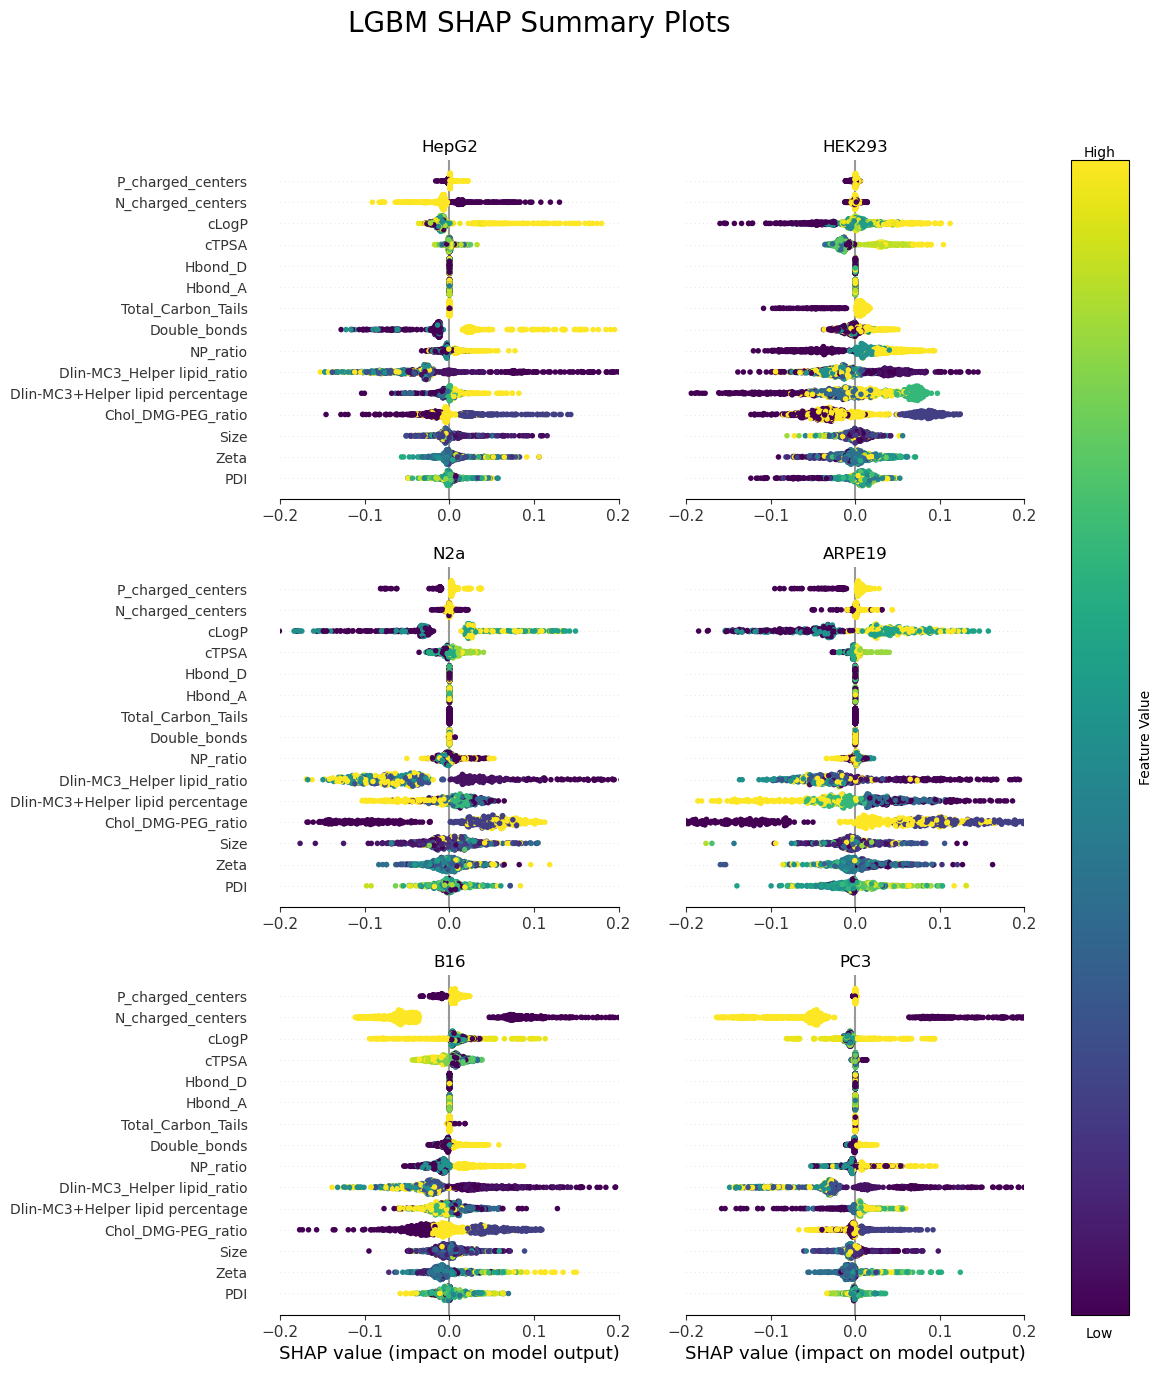 LGBM SHAP Summary Plots
HepG2
HEK293
High
P_charged_centers
N_charged_centers
cLogP
cTPSA
Hbond_D
Hbond_A
Total_Carbon_Tails
Double_bonds
NP_ratio
Dlin-MC3_Helper lipid_ratio
Dlin-MC3+Helper lipid percentage
Chol_DMG-PEG_ratio
Size
Zeta
PDI
−0.2 −0.1 0.0 0.1 0.2
−0.2 −0.1 0.0 0.1 0.2
N2a
ARPE19
P_charged_centers
N_charged_centers
cLogP
cTPSA
Hbond_D
Hbond_A
Total_Carbon_Tails
Double_bonds
NP_ratio
Dlin-MC3_Helper lipid_ratio
Dlin-MC3+Helper lipid percentage
Chol_DMG-PEG_ratio
Size
Zeta
PDI
−0.2 −0.1 0.0 0.1 0.2
−0.2 −0.1 0.0 0.1 0.2
Feature Value
B16
PC3
P_charged_centers
N_charged_centers
cLogP
cTPSA
Hbond_D
Hbond_A
Total_Carbon_Tails
Double_bonds
NP_ratio
Dlin-MC3_Helper lipid_ratio
Dlin-MC3+Helper lipid percentage
Chol_DMG-PEG_ratio
Size
Zeta
PDI
−0.2 −0.1 0.0 0.1 0.2
−0.2 −0.1 0.0 0.1 0.2
Low
SHAP value (impact on model output)
SHAP value (impact on model output)